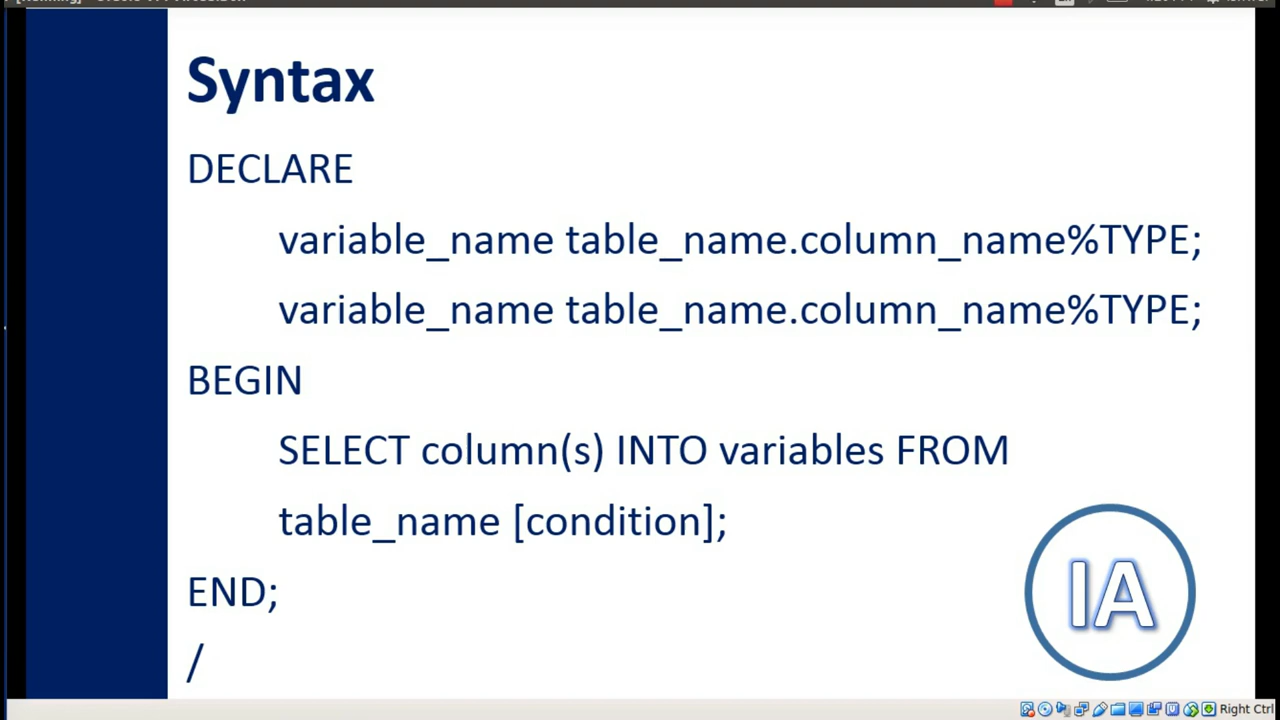 Syntax
DECLARE
variable_name table_name.column_name%TYPE;
variable_name table_name.column_name%TYPE;
BEGIN
SELECT column(s) INTO variables FROM
table_name [condition];
END;
/
IA
Right Ctrl